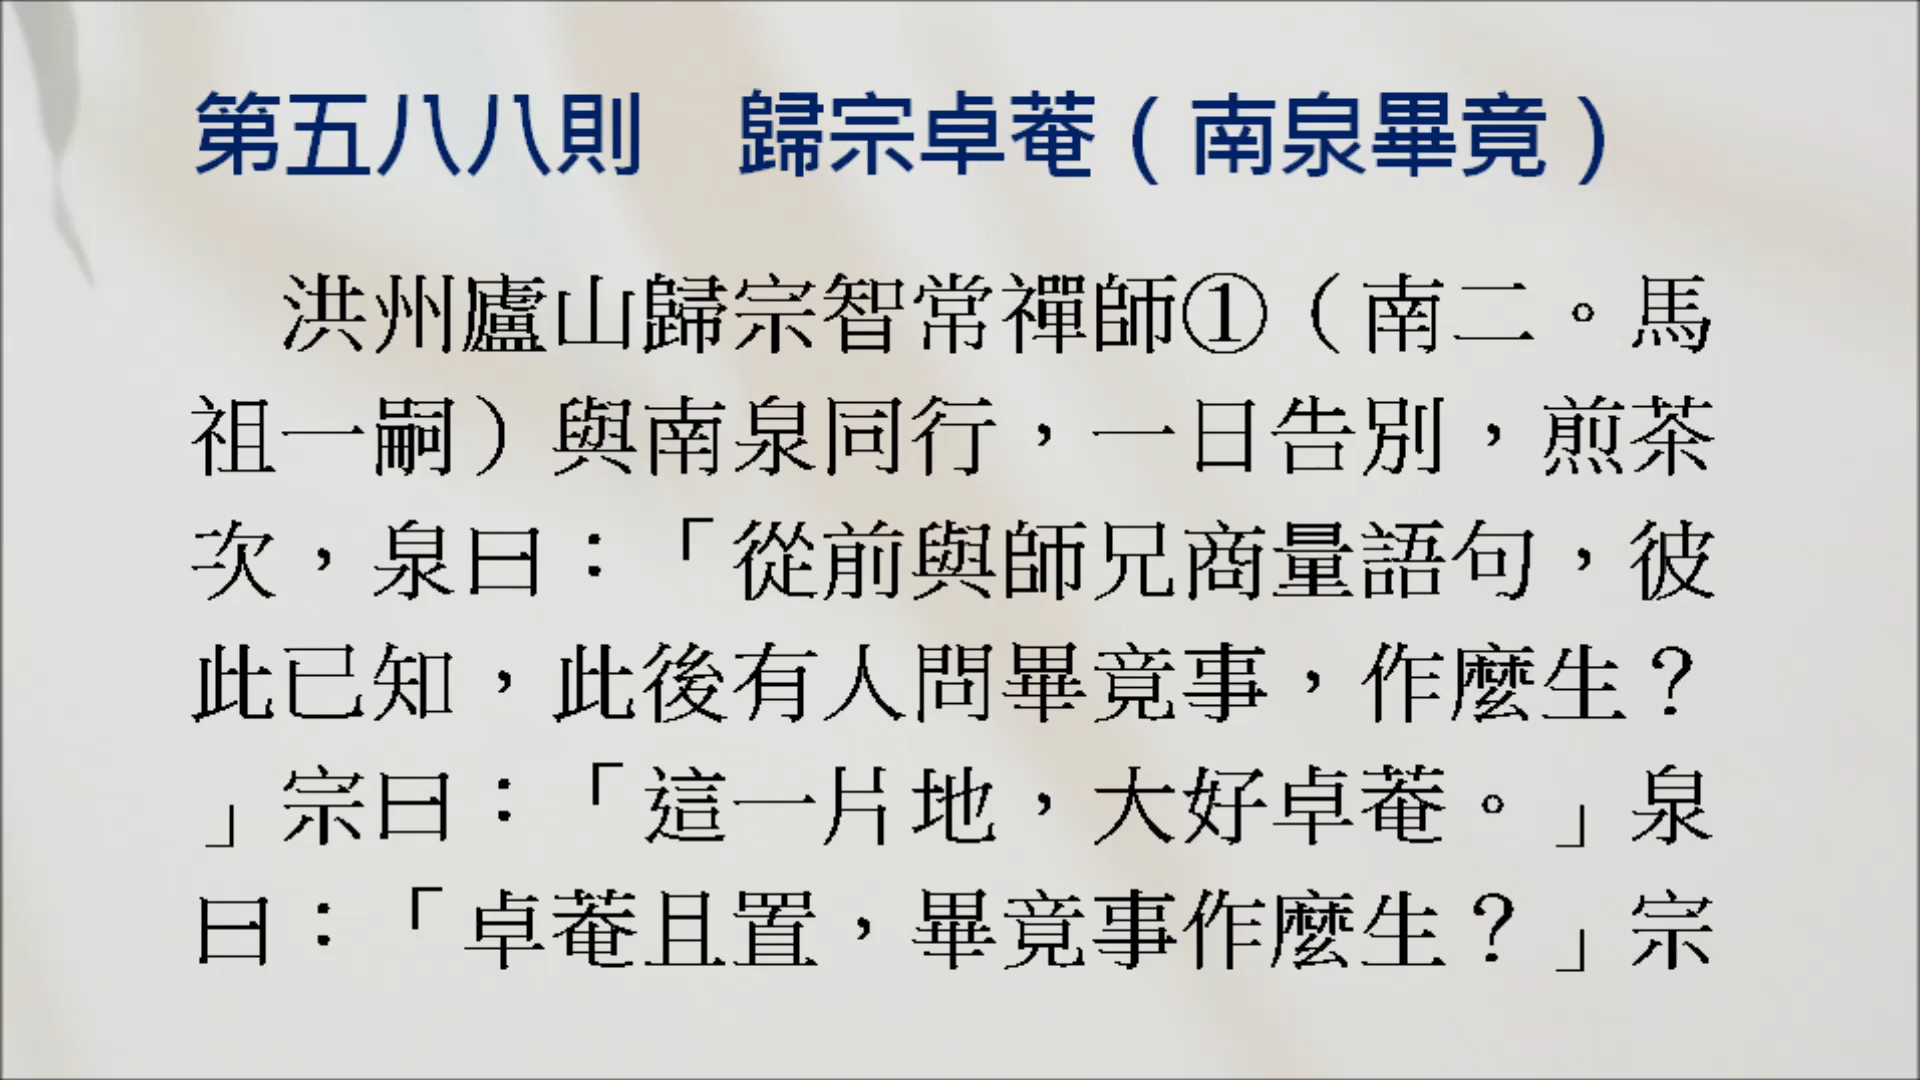 第五八八則　歸宗卓菴（南泉畢竟）
洪州廬山歸宗智常禪師①（南二。馬
祖一嗣）與南泉同行，一日告別，煎茶
次，泉曰：「從前與師兄商量語句，彼
此已知，此後有人問畢竟事，作麼生？
」宗曰：「這一片地，大好卓菴。」泉
曰：「卓菴且置，畢竟事作麼生？」宗